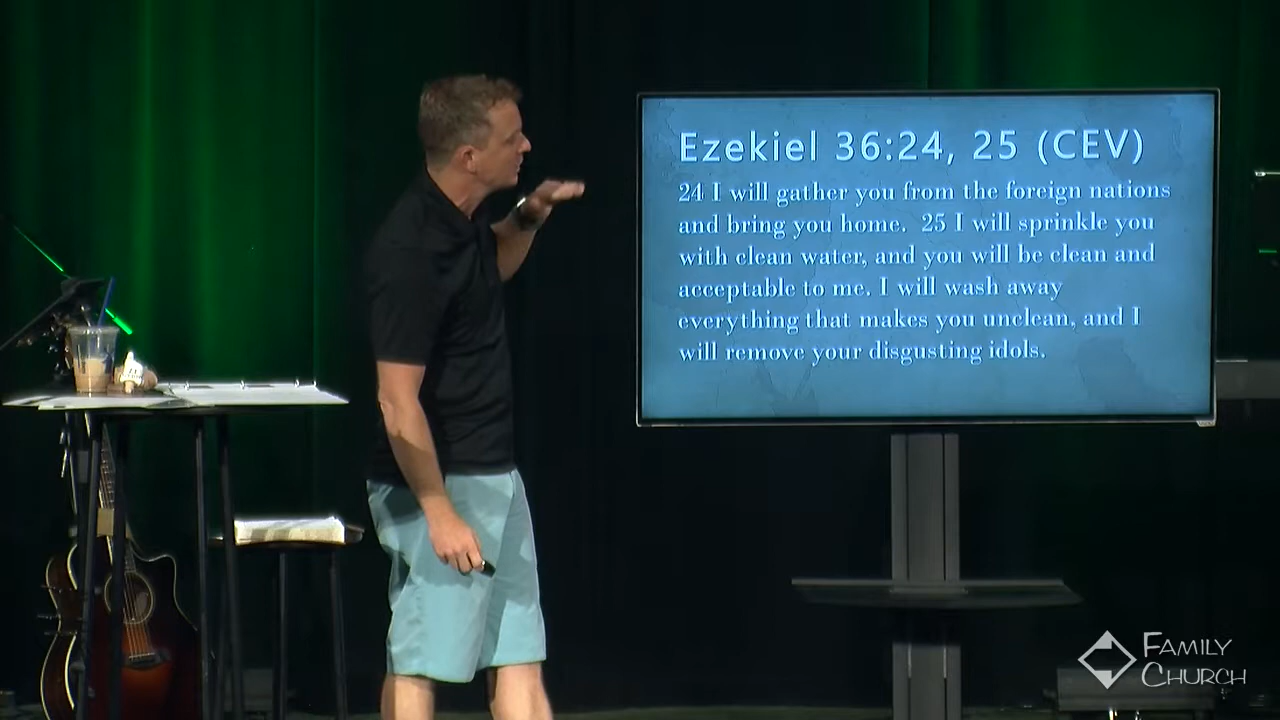 Ezekiel 36:24, 25 (CEV)
24 I will gather you from the foreign nations
and bring you home.  25 I will sprinkle you
with clean water, and you will be clean and
acceptable to me. I will wash away
everything that makes you unclean, and I
will remove your disgusting idols.
FAMILY
CHURCH